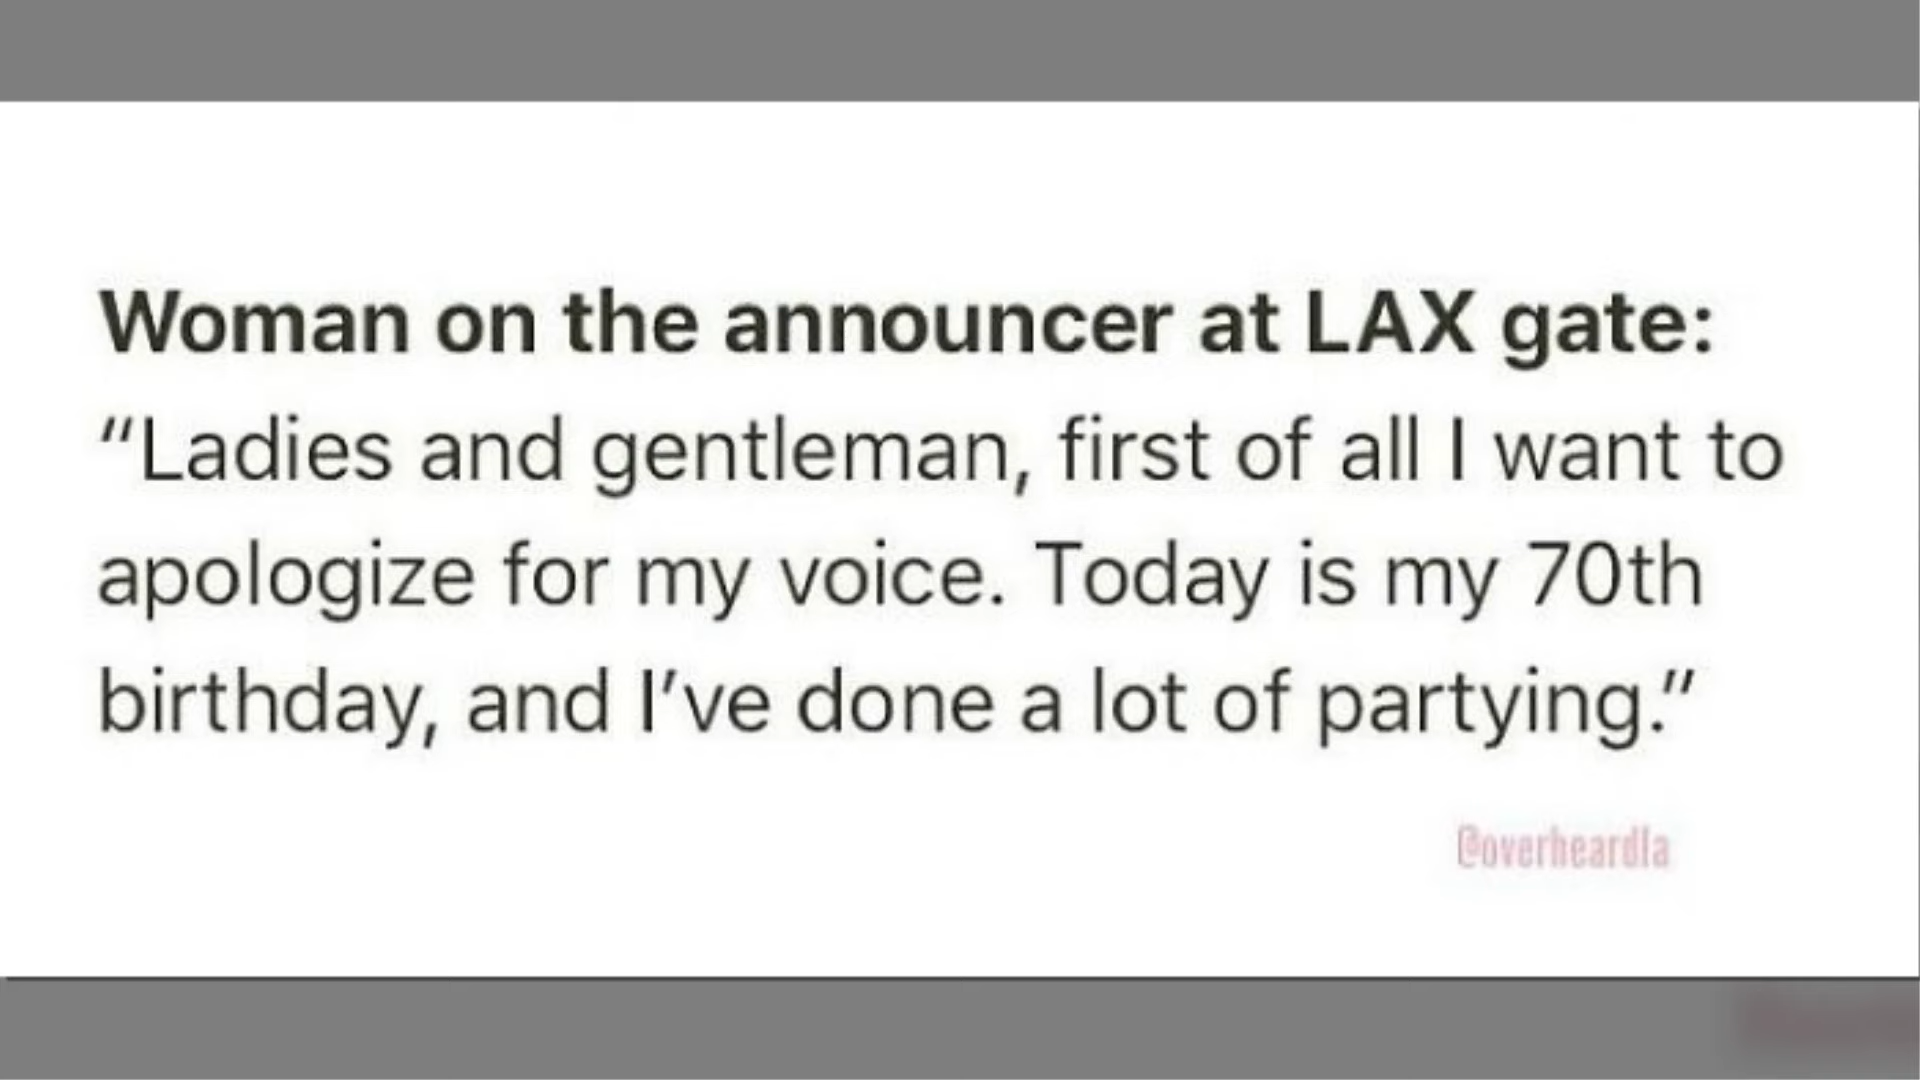 Woman on the announcer at LAX gate:
“Ladies and gentleman, first of all I want to
apologize for my voice. Today is my 70th
birthday, and I’ve done a lot of partying.”
@overheardla